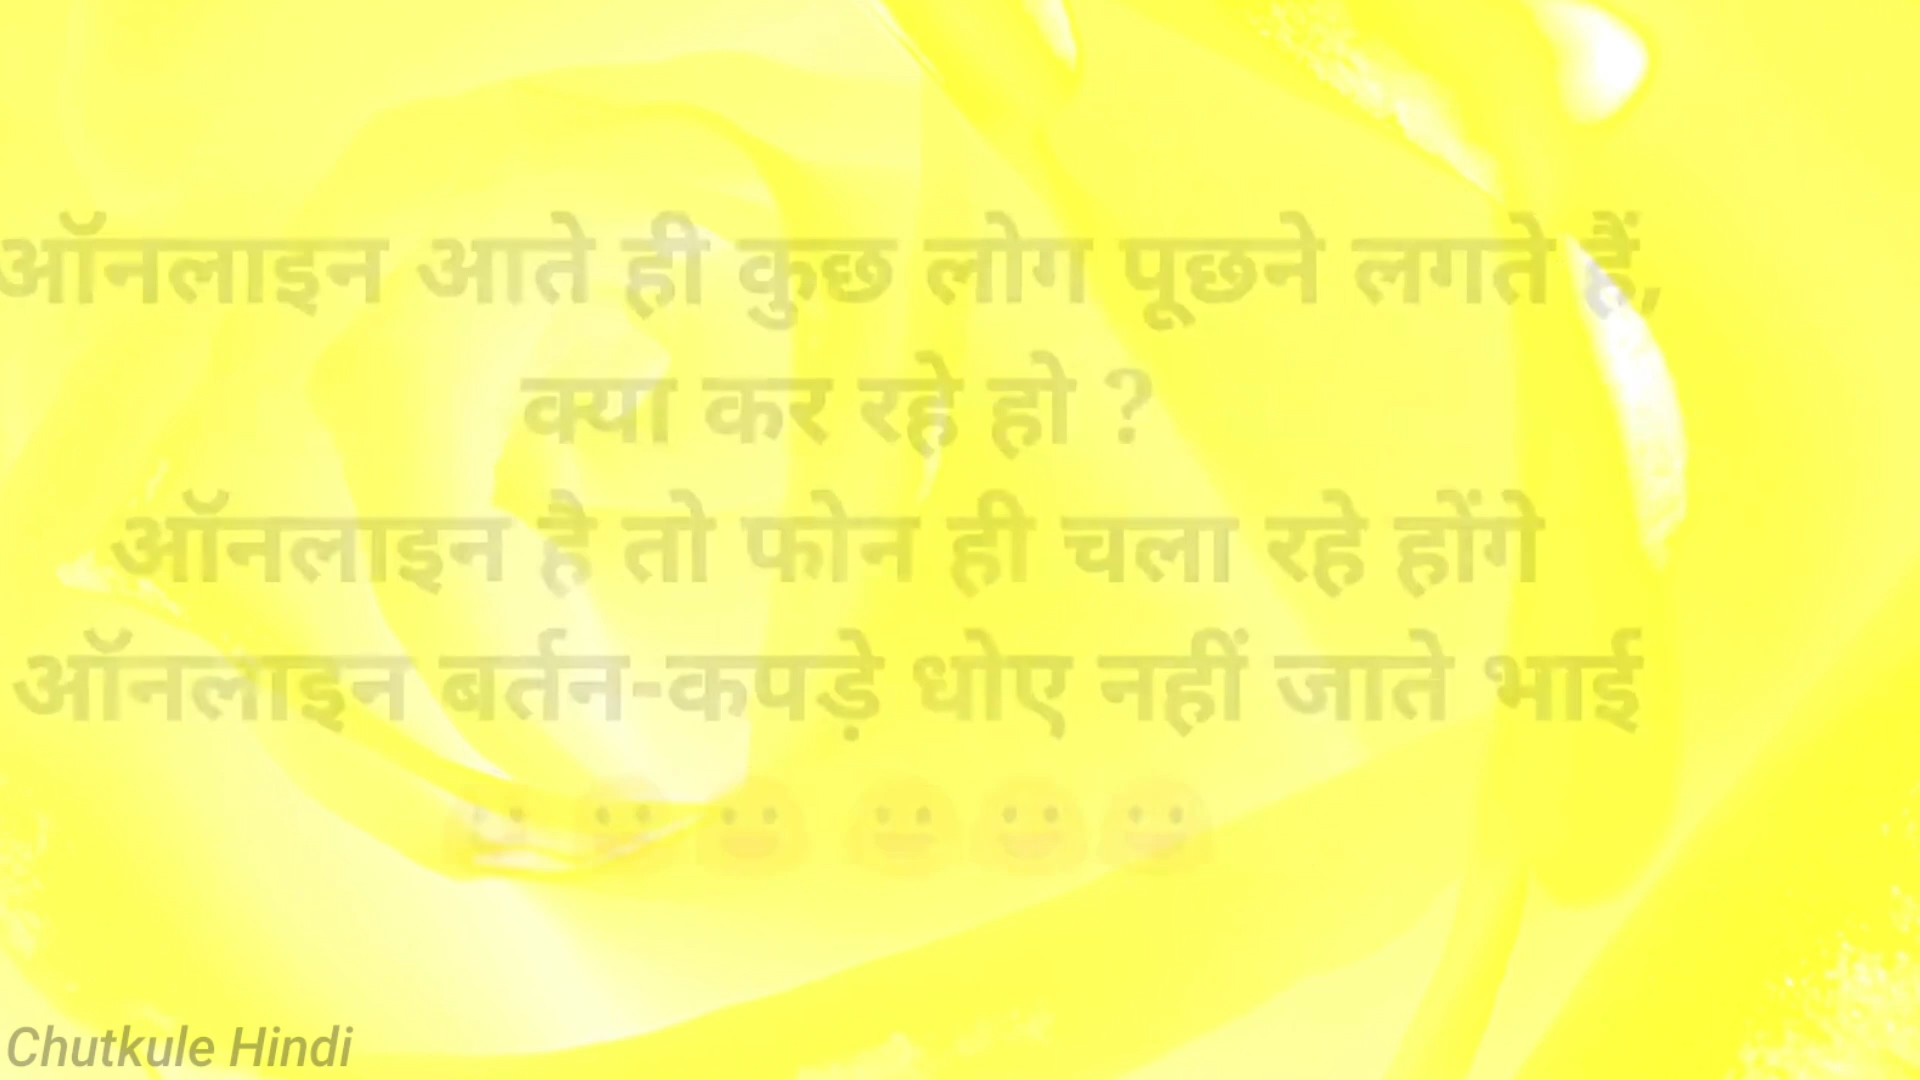 ऑनलाइन आते ही कुछ लोग पूछने लगते हैं,
क्या कर रहे हो ?
ऑनलाइन है तो फोन ही चला रहे होंगे
ऑनलाइन बर्तन-कपड़े धोए नहीं जाते भाई
Chutkule Hindi